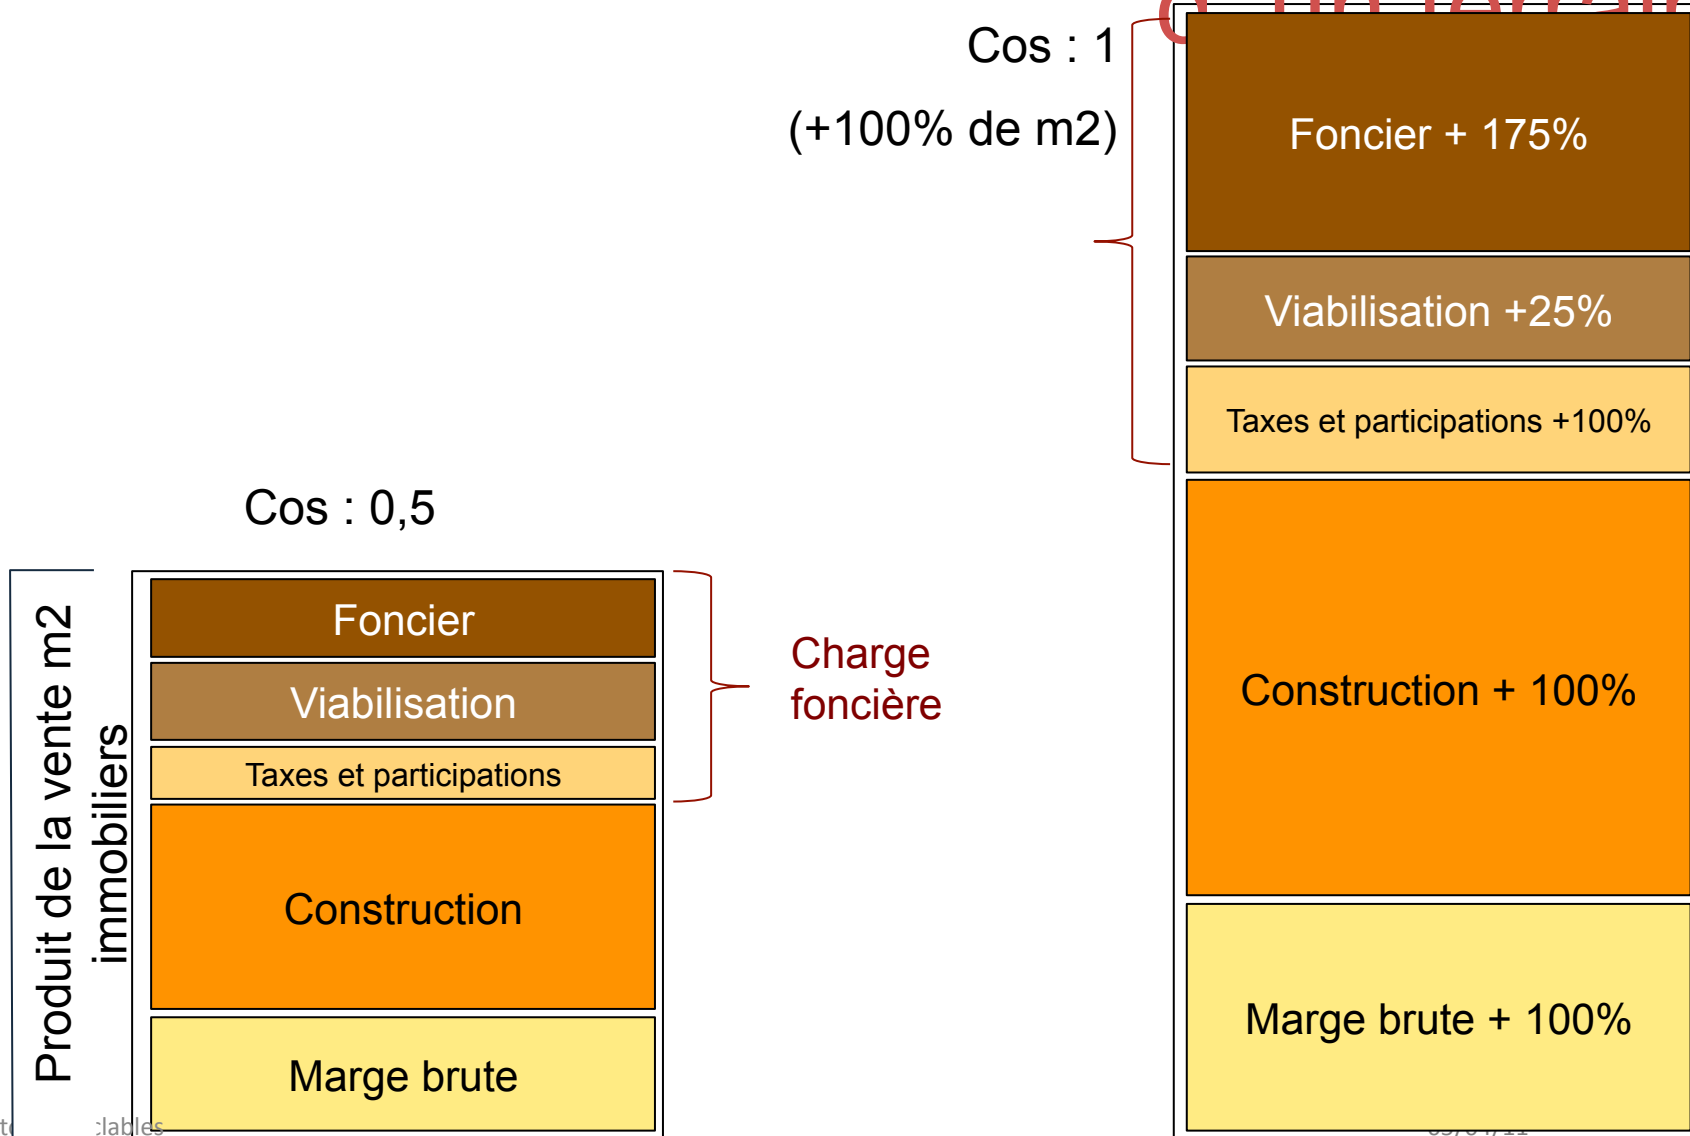 Cos : 1
(+100% de m2)
Foncier + 175%
Viabilisation +25%
Taxes et participations +100%
Construction + 100%
Marge brute + 100%
Cos : 0,5
Produit de la vente m2
immobiliers
Foncier
Viabilisation
Taxes et participations
Construction
Marge brute
Charge
foncière